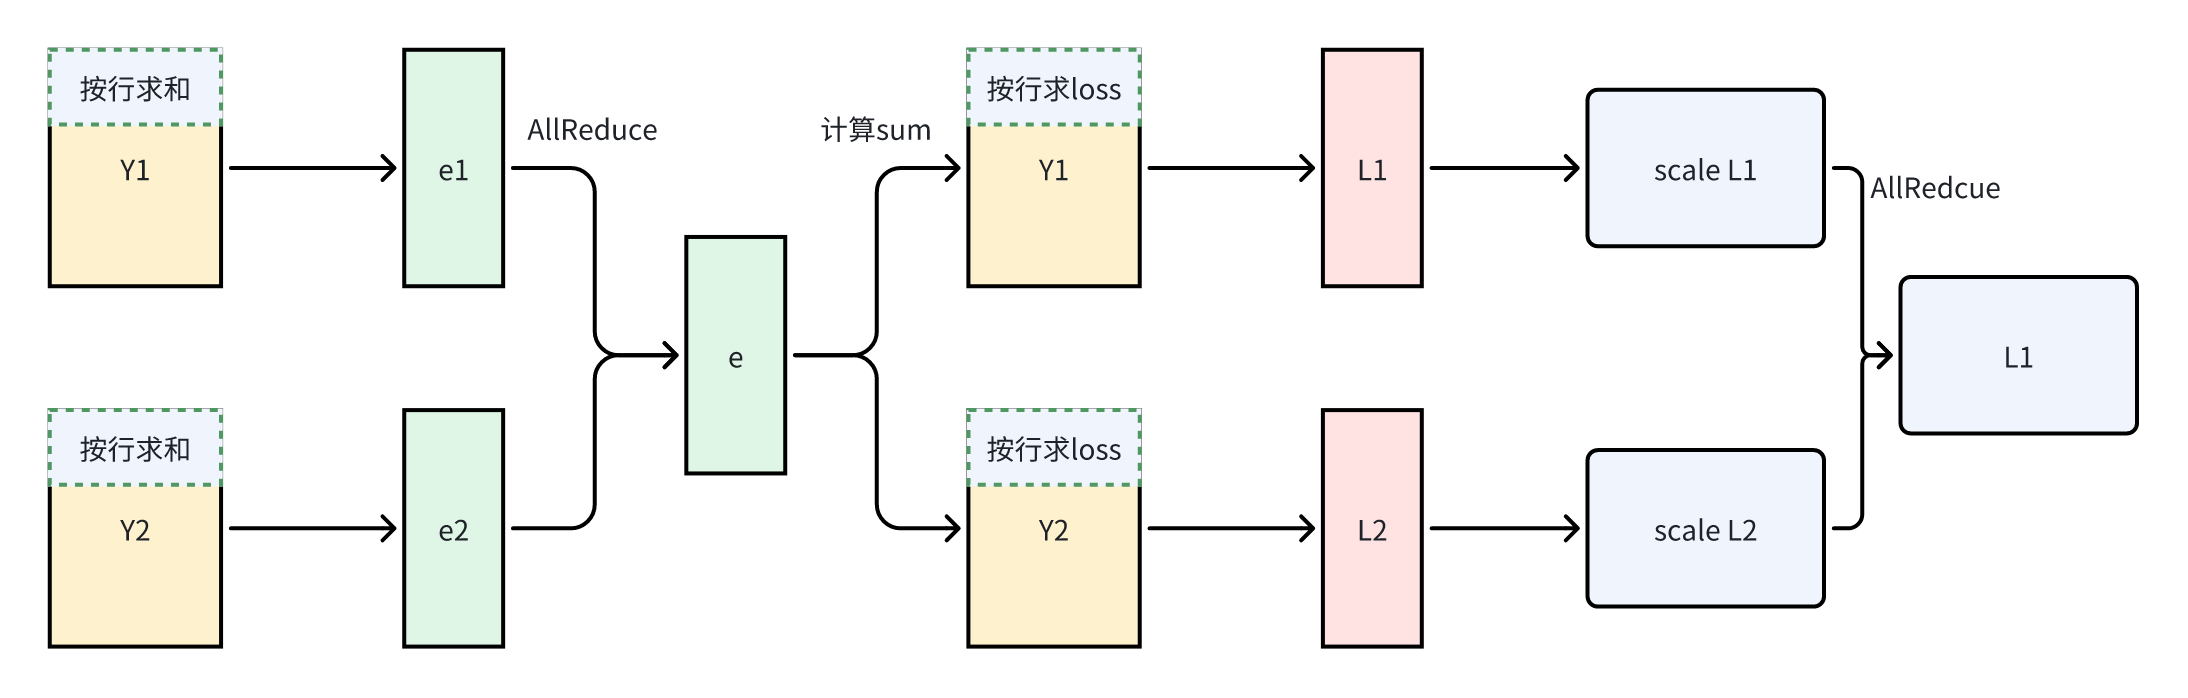 按行求和
Y1
e1
AllReduce
计算sum
按行求loss
Y1
L1
scale L1
AllRedcue
e
L1
按行求和
Y2
e2
按行求loss
Y2
L2
scale L2